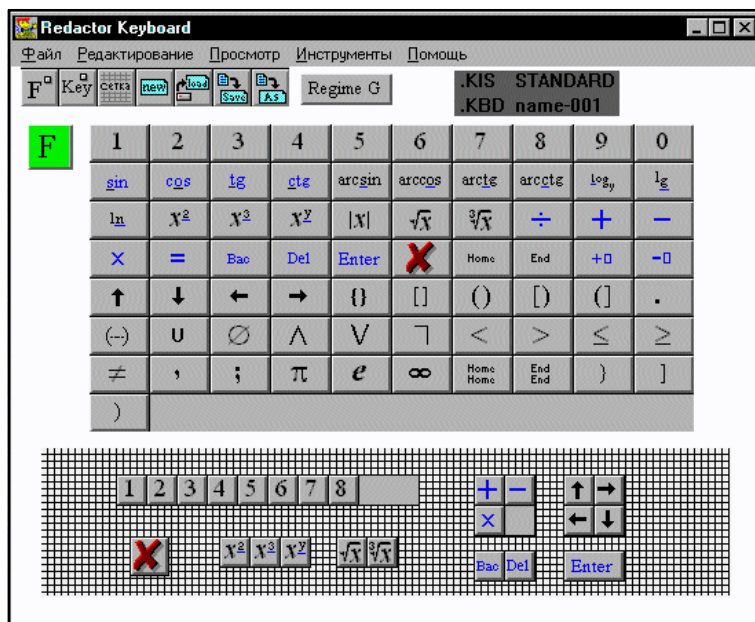 Redactor Keyboard
Файл Редактирование Просмотр Инструменты Помощь
F Key сетка new load Save AS Regime G .KIS STANDARD
.KBD name-001
F 1 2 3 4 5 6 7 8 9 0
sin cos tg ctg arcsin arccos arctg arcctg log_y lg
ln x² x³ x^y |x| √x ∛x ÷ + −
× = Bac Del Enter ✗ Home End +▯ -▯
↑ ↓ ← → {} [] () [) (] .
(--) ∪ ∅ ∧ ∨ ¬ < > ≤ ≥
≠ , ; π e ∞ Home Home End End } ]
)
1 2 3 4 5 6 7 8 + − ↑ →
× ← ↓
✗ x² x³ x^y √x ∛x Bac Del Enter